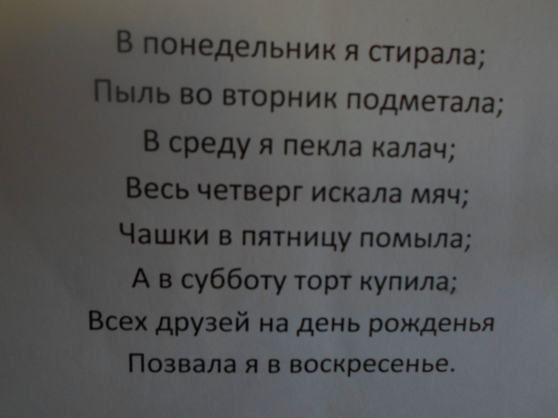 В понедельник я стирала;
Пыль во вторник подметала;
В среду я пекла калач;
Весь четверг искала мяч;
Чашки в пятницу помыла;
А в субботу торт купила;
Всех друзей на день рожденья
Позвала я в воскресенье.